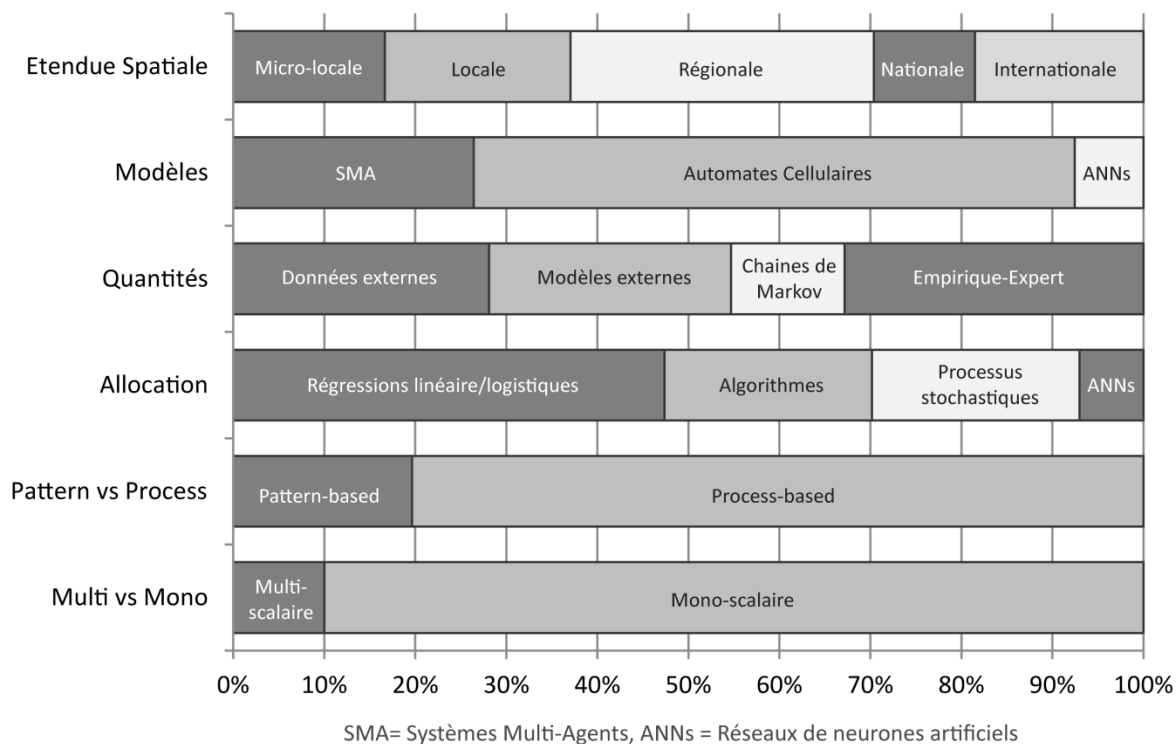 Etendue Spatiale
Micro-locale
Locale
Régionale
Nationale
Internationale
Modèles
SMA
Automates Cellulaires
ANNs
Quantités
Données externes
Modèles externes
Chaines de
Markov
Empirique-Expert
Allocation
Régressions linéaire/logistiques
Algorithmes
Processus
stochastiques
ANNs
Pattern vs Process
Pattern-based
Process-based
Multi vs Mono
Multi-
scalaire
Mono-scalaire
0% 10% 20% 30% 40% 50% 60% 70% 80% 90% 100%
SMA= Systèmes Multi-Agents, ANNs = Réseaux de neurones artificiels